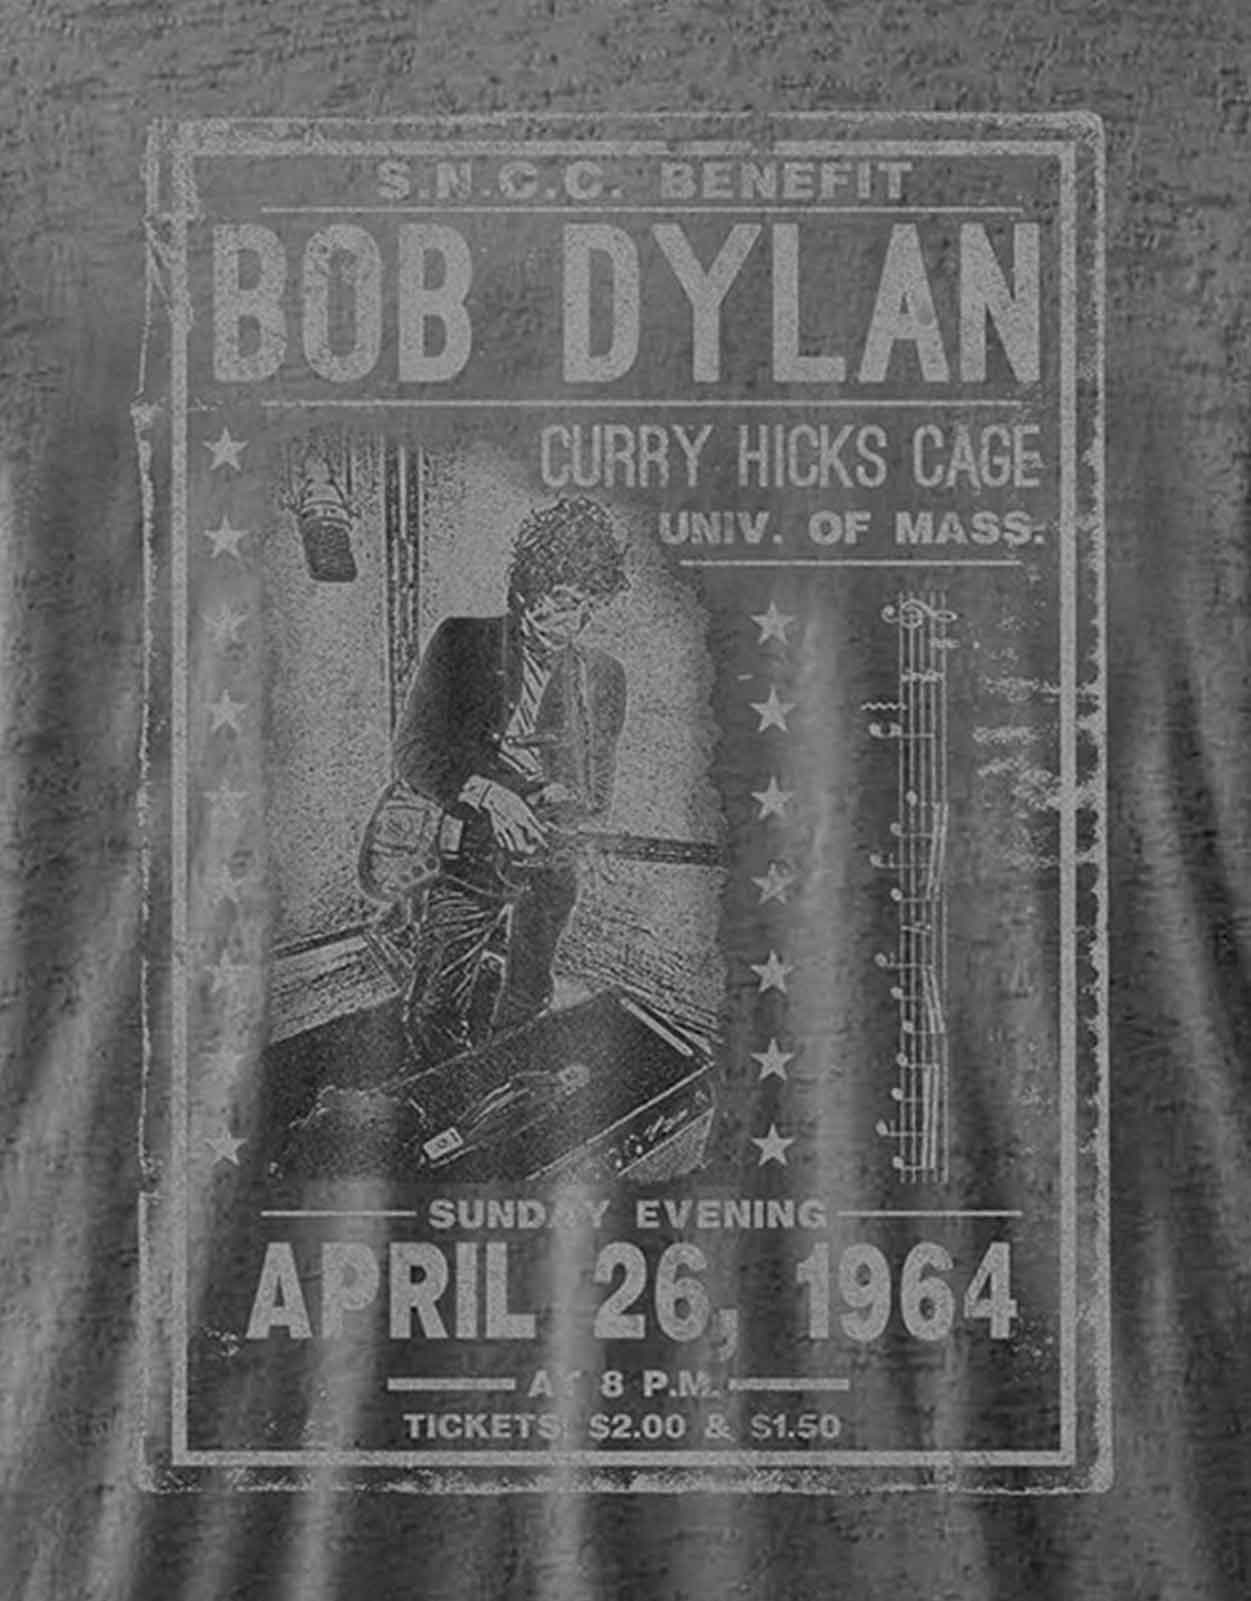 S.N.C.C. BENEFIT
BOB DYLAN
CURRY HICKS CAGE
UNIV. OF MASS.
SUNDAY EVENING
APRIL 26, 1964
AT 8 P.M.
TICKETS: $2.00 & $1.50